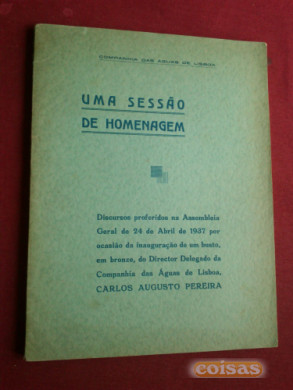 COMPANHIA DAS AGUAS DE LISBOA
UMA SESSÃO
DE HOMENAGEM
Discursos proferidos na Assembleia
Geral de 24 de Abril de 1937 por
ocasião da inauguração de um busto,
em bronze, do Director Delegado da
Companhia das Águas de Lisboa,
CARLOS AUGUSTO PEREIRA
coisas